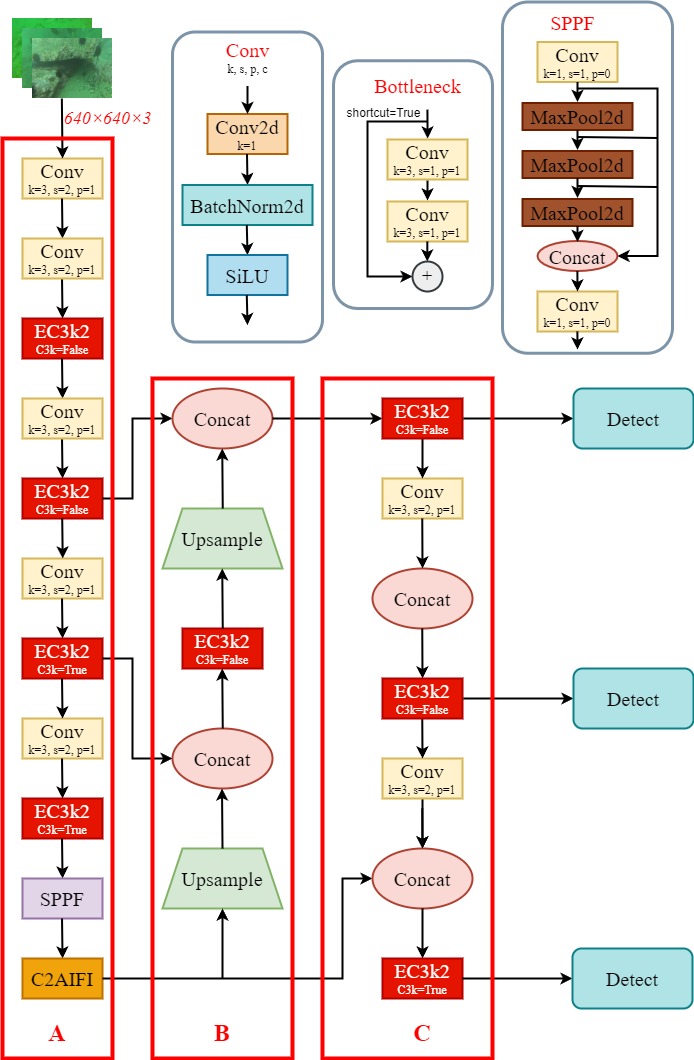 640×640×3
Conv
k=3, s=2, p=1
Conv
k=3, s=2, p=1
EC3k2
C3k=False
Conv
k=3, s=2, p=1
EC3k2
C3k=False
Conv
k=3, s=2, p=1
EC3k2
C3k=True
Conv
k=3, s=2, p=1
EC3k2
C3k=True
SPPF
C2AIFI
A
Conv
k, s, p, c
Conv2d
k=1
BatchNorm2d
SiLU
Bottleneck
shortcut=True
Conv
k=3, s=1, p=1
Conv
k=3, s=1, p=1
+
SPPF
Conv
k=1, s=1, p=0
MaxPool2d
MaxPool2d
MaxPool2d
Concat
Conv
k=1, s=1, p=0
Concat
Upsample
EC3k2
C3k=False
Concat
Upsample
B
EC3k2
C3k=False
Conv
k=3, s=2, p=1
Concat
EC3k2
C3k=False
Conv
k=3, s=2, p=1
Concat
EC3k2
C3k=True
C
Detect
Detect
Detect